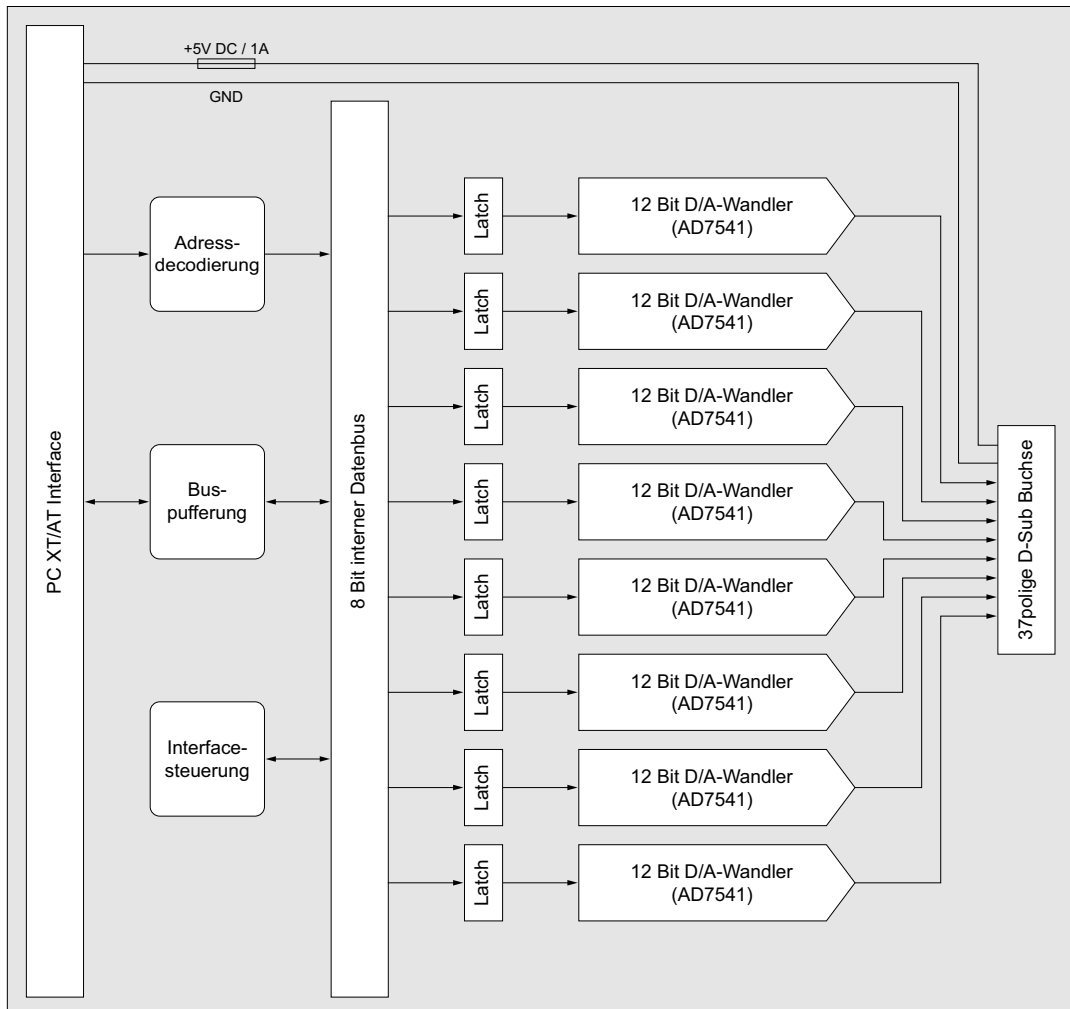 +5V DC / 1A
GND
PC XT/AT Interface
Adress-
decodierung
Bus-
pufferung
Interface-
steuerung
8 Bit interner Datenbus
Latch
12 Bit D/A-Wandler
(AD7541)
Latch
12 Bit D/A-Wandler
(AD7541)
Latch
12 Bit D/A-Wandler
(AD7541)
Latch
12 Bit D/A-Wandler
(AD7541)
Latch
12 Bit D/A-Wandler
(AD7541)
Latch
12 Bit D/A-Wandler
(AD7541)
Latch
12 Bit D/A-Wandler
(AD7541)
Latch
12 Bit D/A-Wandler
(AD7541)
37polige D-Sub Buchse